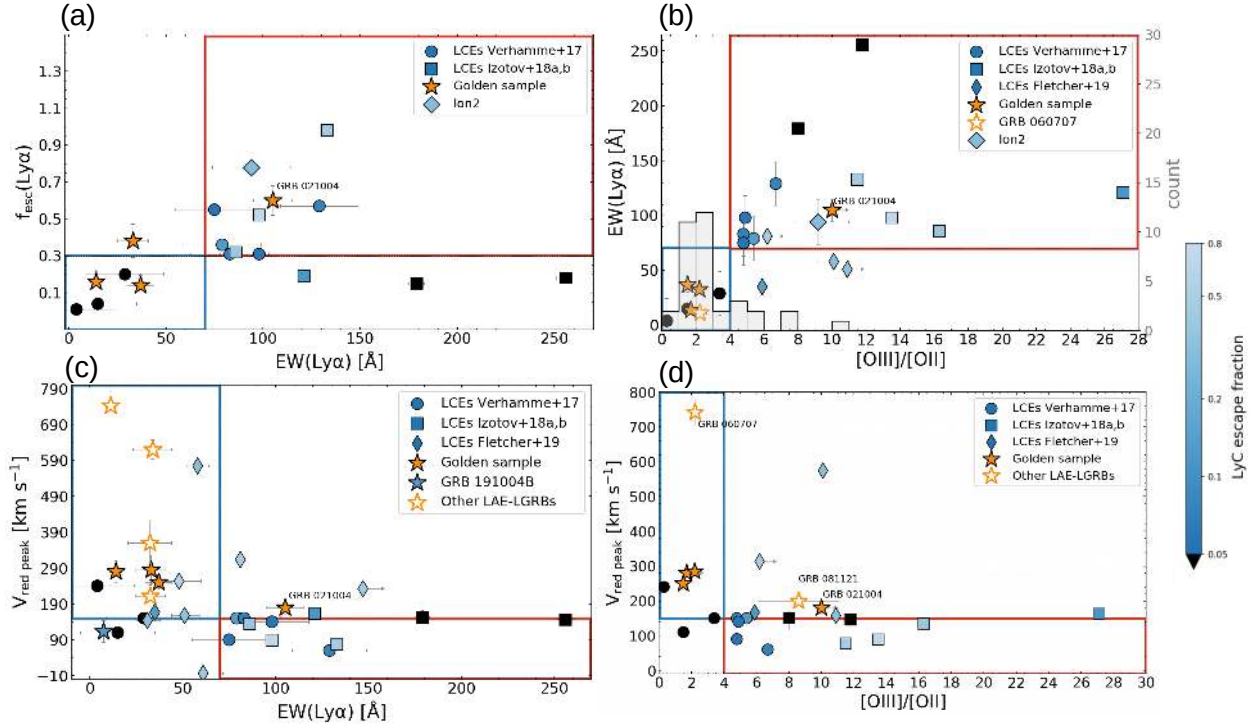 (a)
f_esc(Lyα)
1.3
1.1
0.9
0.7
0.5
0.3
0.1
LCEs Verhamme+17
LCEs Izotov+18a,b
Golden sample
Ion2
GRB 021004
0 50 100 150 200 250
EW(Lyα) [Å]
(b)
EW(Lyα) [Å]
250
200
150
100
50
0
LCEs Verhamme+17
LCEs Izotov+18a,b
LCEs Fletcher+19
Golden sample
GRB 060707
Ion2
GRB 021004
30
25
20
15
10
5
0
count
0 2 4 6 8 10 12 14 16 18 20 22 24 26 28
[OIII]/[OII]
(c)
V_red peak [km s⁻¹]
790
690
590
490
390
290
190
90
−10
LCEs Verhamme+17
LCEs Izotov+18a,b
LCEs Fletcher+19
Golden sample
GRB 191004B
Other LAE-LGRBs
GRB 021004
0 50 100 150 200 250
EW(Lyα) [Å]
(d)
V_red peak [km s⁻¹]
800
700
600
500
400
300
200
100
0
LCEs Verhamme+17
LCEs Izotov+18a,b
LCEs Fletcher+19
Golden sample
Other LAE-LGRBs
GRB 060707
GRB 081121
GRB 021004
0 2 4 6 8 10 12 14 16 18 20 22 24 26 28 30
[OIII]/[OII]
0.8
0.5
0.2
0.1
0.05
LyC escape fraction